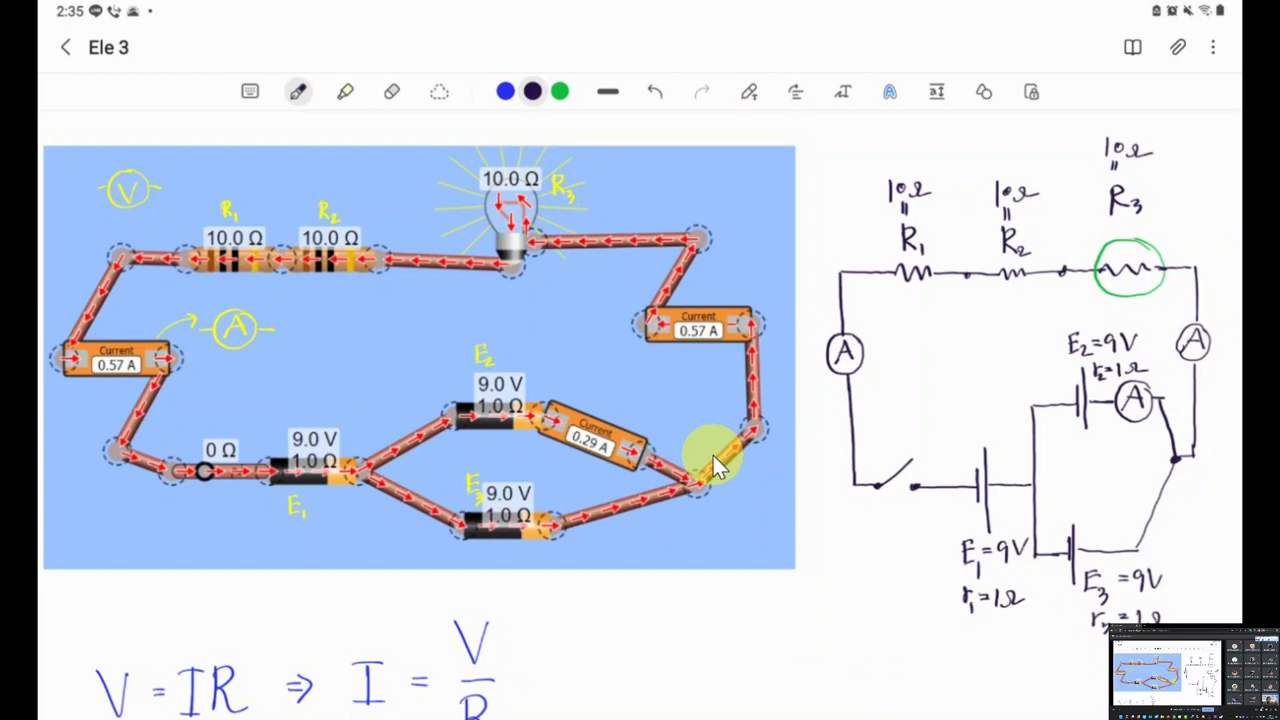 2:35
Ele 3
V
R1
R2
10.0 Ω
R3
10.0 Ω
10.0 Ω
A
Current
0.57 A
Current
0.57 A
E2
9.0 V
1.0 Ω
Current
0.29 A
0 Ω
9.0 V
1.0 Ω
E1
E3
9.0 V
1.0 Ω
10Ω
=
R1
10Ω
=
R2
10Ω
=
R3
A
A
E2=9V
r2=1Ω
A
E1=9V
r1=1Ω
E3=9V
r3=1Ω
V = IR ⇒ I = V/R